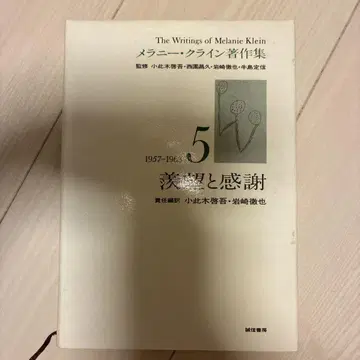 The Writings of Melanie Klein
メラニー・クライン著作集
監修 小此木啓吾・西園昌久・岩崎徹也・牛島定信
5
1957-1963
羨望と感謝
責任編訳 小此木啓吾・岩崎徹也
誠信書房